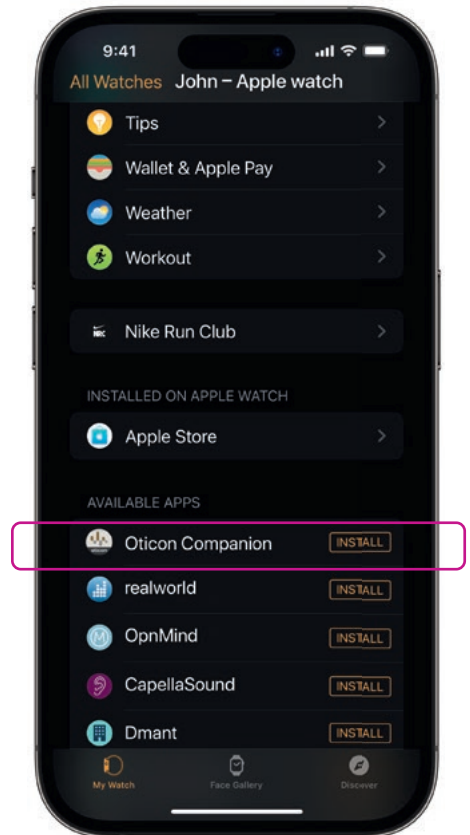 9:41
All Watches John – Apple watch
Tips
Wallet & Apple Pay
Weather
Workout
NRC Nike Run Club
INSTALLED ON APPLE WATCH
Apple Store
AVAILABLE APPS
Oticon Companion INSTALL
realworld INSTALL
OpnMind INSTALL
CapellaSound INSTALL
Dmant INSTALL
My Watch Face Gallery Discover